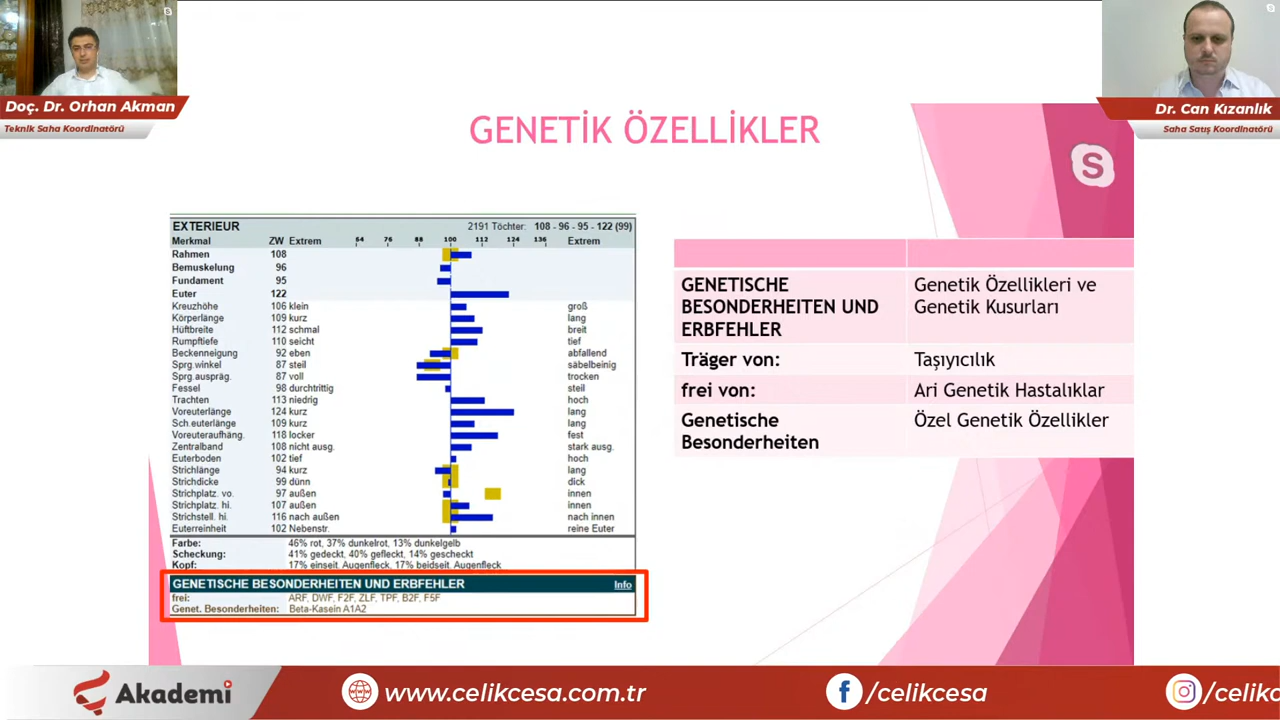 Doç. Dr. Orhan Akman
Teknik Saha Koordinatörü
Dr. Can Kızanlık
Saha Satış Koordinatörü
GENETİK ÖZELLİKLER
EXTERIEUR 2191 Töchter: 108 - 96 - 95 - 122 (99)
Merkmal ZW Extrem 64 76 88 100 112 124 136 Extrem
Rahmen 108
Bemuskelung 96
Fundament 95
Euter 122
Kreuzhöhe 106 klein groß
Körperlänge 109 kurz lang
Hüftbreite 112 schmal breit
Rumpftiefe 110 seicht tief
Beckenneigung 92 eben abfallend
Sprg.winkel 87 steil säbelbeinig
Sprg.auspräg. 87 voll trocken
Fessel 98 durchtrittig steil
Trachten 113 niedrig hoch
Voreuterlänge 124 kurz lang
Sch.euterlänge 109 kurz lang
Voreuteraufhäng. 118 locker fest
Zentralband 108 nicht ausg. stark ausg.
Euterboden 102 tief hoch
Strichlänge 94 kurz lang
Strichdicke 99 dünn dick
Strichplatz. vo. 97 außen innen
Strichplatz. hi. 107 außen innen
Strichstell. hi. 116 nach außen nach innen
Euterreinheit 102 Nebenstr. reine Euter
Farbe: 46% rot, 37% dunkelrot, 13% dunkelgelb
Scheckung: 41% gedeckt, 40% gefleckt, 14% gescheckt
Kopf: 17% einseit. Augenfleck, 17% beidseit. Augenfleck
GENETISCHE BESONDERHEITEN UND ERBFEHLER Info
frei: ARF, DWF, F2F, ZLF, TPF, B2F, F5F
Genet. Besonderheiten: Beta-Kasein A1A2
GENETISCHE BESONDERHEITEN UND ERBFEHLER
Genetik Özellikleri ve Genetik Kusurları
Träger von: Taşıyıcılık
frei von: Ari Genetik Hastalıklar
Genetische Besonderheiten
Özel Genetik Özellikler
Akademi
www.celikcesa.com.tr
/celikcesa
/celikc